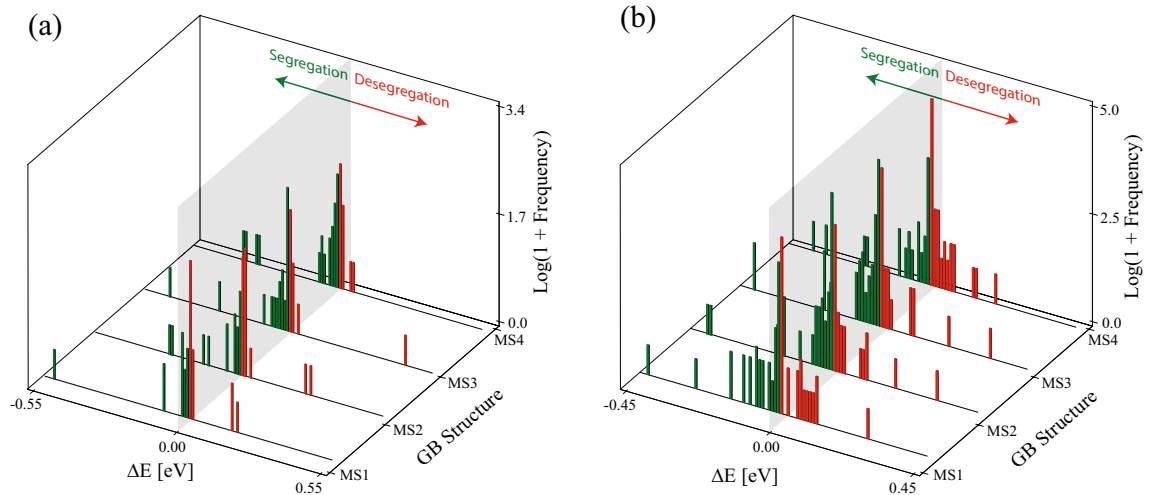 (a)
Segregation
Desegregation
3.4
1.7
0.0
Log(1 + Frequency)
MS4
MS3
MS2
MS1
GB Structure
-0.55
0.00
0.55
ΔE [eV]
(b)
Segregation
Desegregation
5.0
2.5
0.0
Log(1 + Frequency)
MS4
MS3
MS2
MS1
GB Structure
-0.45
0.00
0.45
ΔE [eV]